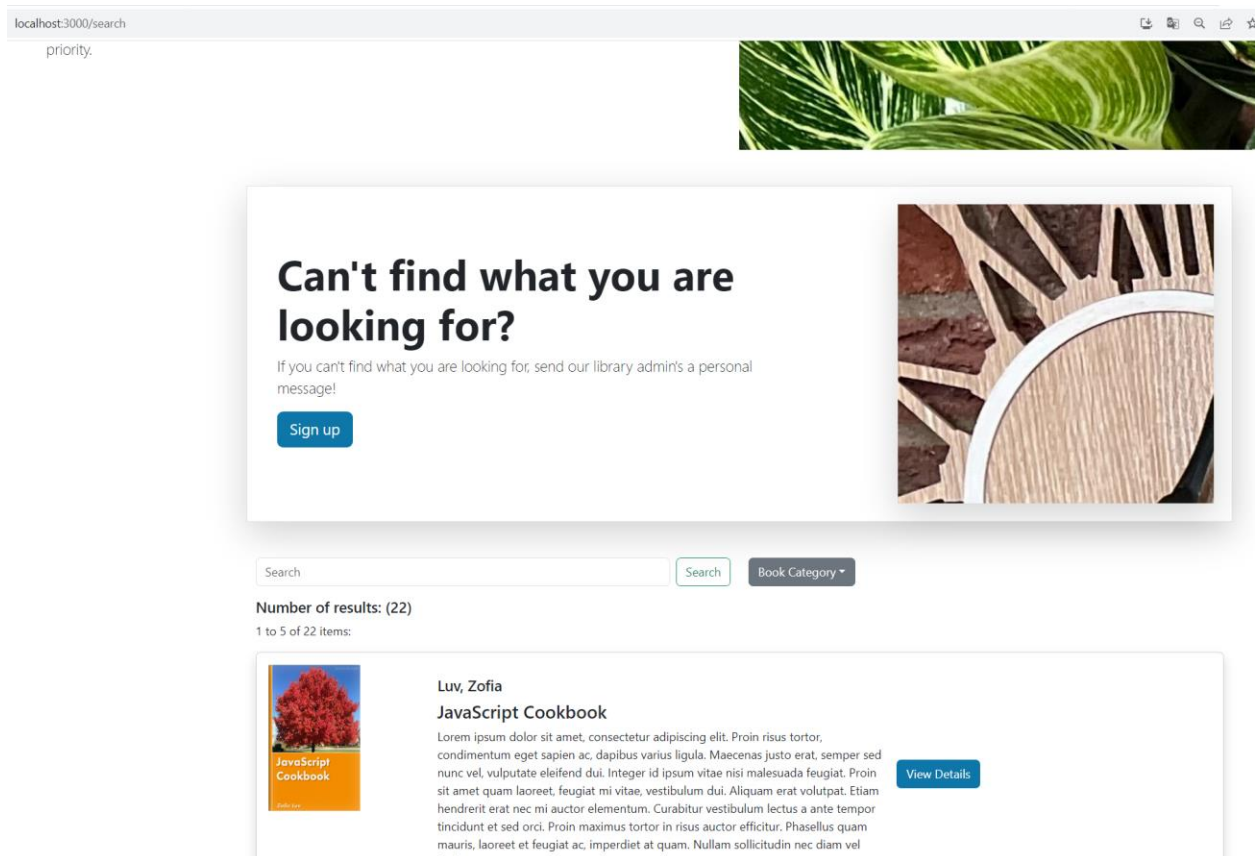 localhost:3000/search
priority.
Can't find what you are
looking for?
If you can't find what you are looking for, send our library admin's a personal
message!
Sign up
Search
Search
Book Category
Number of results: (22)
1 to 5 of 22 items:
JavaScript
Cookbook
Zofia Luv
Luv, Zofia
JavaScript Cookbook
Lorem ipsum dolor sit amet, consectetur adipiscing elit. Proin risus tortor,
condimentum eget sapien ac, dapibus varius ligula. Maecenas justo erat, semper sed
nunc vel, vulputate eleifend dui. Integer id ipsum vitae nisi malesuada feugiat. Proin
sit amet quam laoreet, feugiat mi vitae, vestibulum dui. Aliquam erat volutpat. Etiam
hendrerit erat nec mi auctor elementum. Curabitur vestibulum lectus a ante tempor
tincidunt et sed orci. Proin maximus tortor in risus auctor efficitur. Phasellus quam
mauris, laoreet et feugiat ac, imperdiet at quam. Nullam sollicitudin nec diam vel
View Details